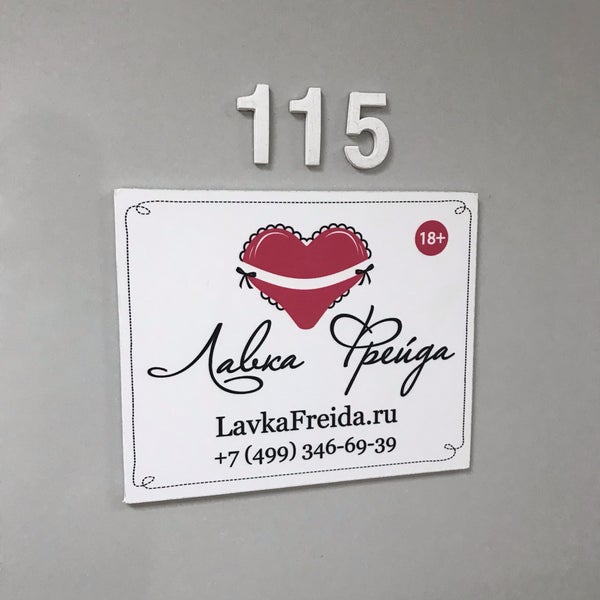 115
18+
Лавка Фрейда
LavkaFreida.ru
+7 (499) 346-69-39